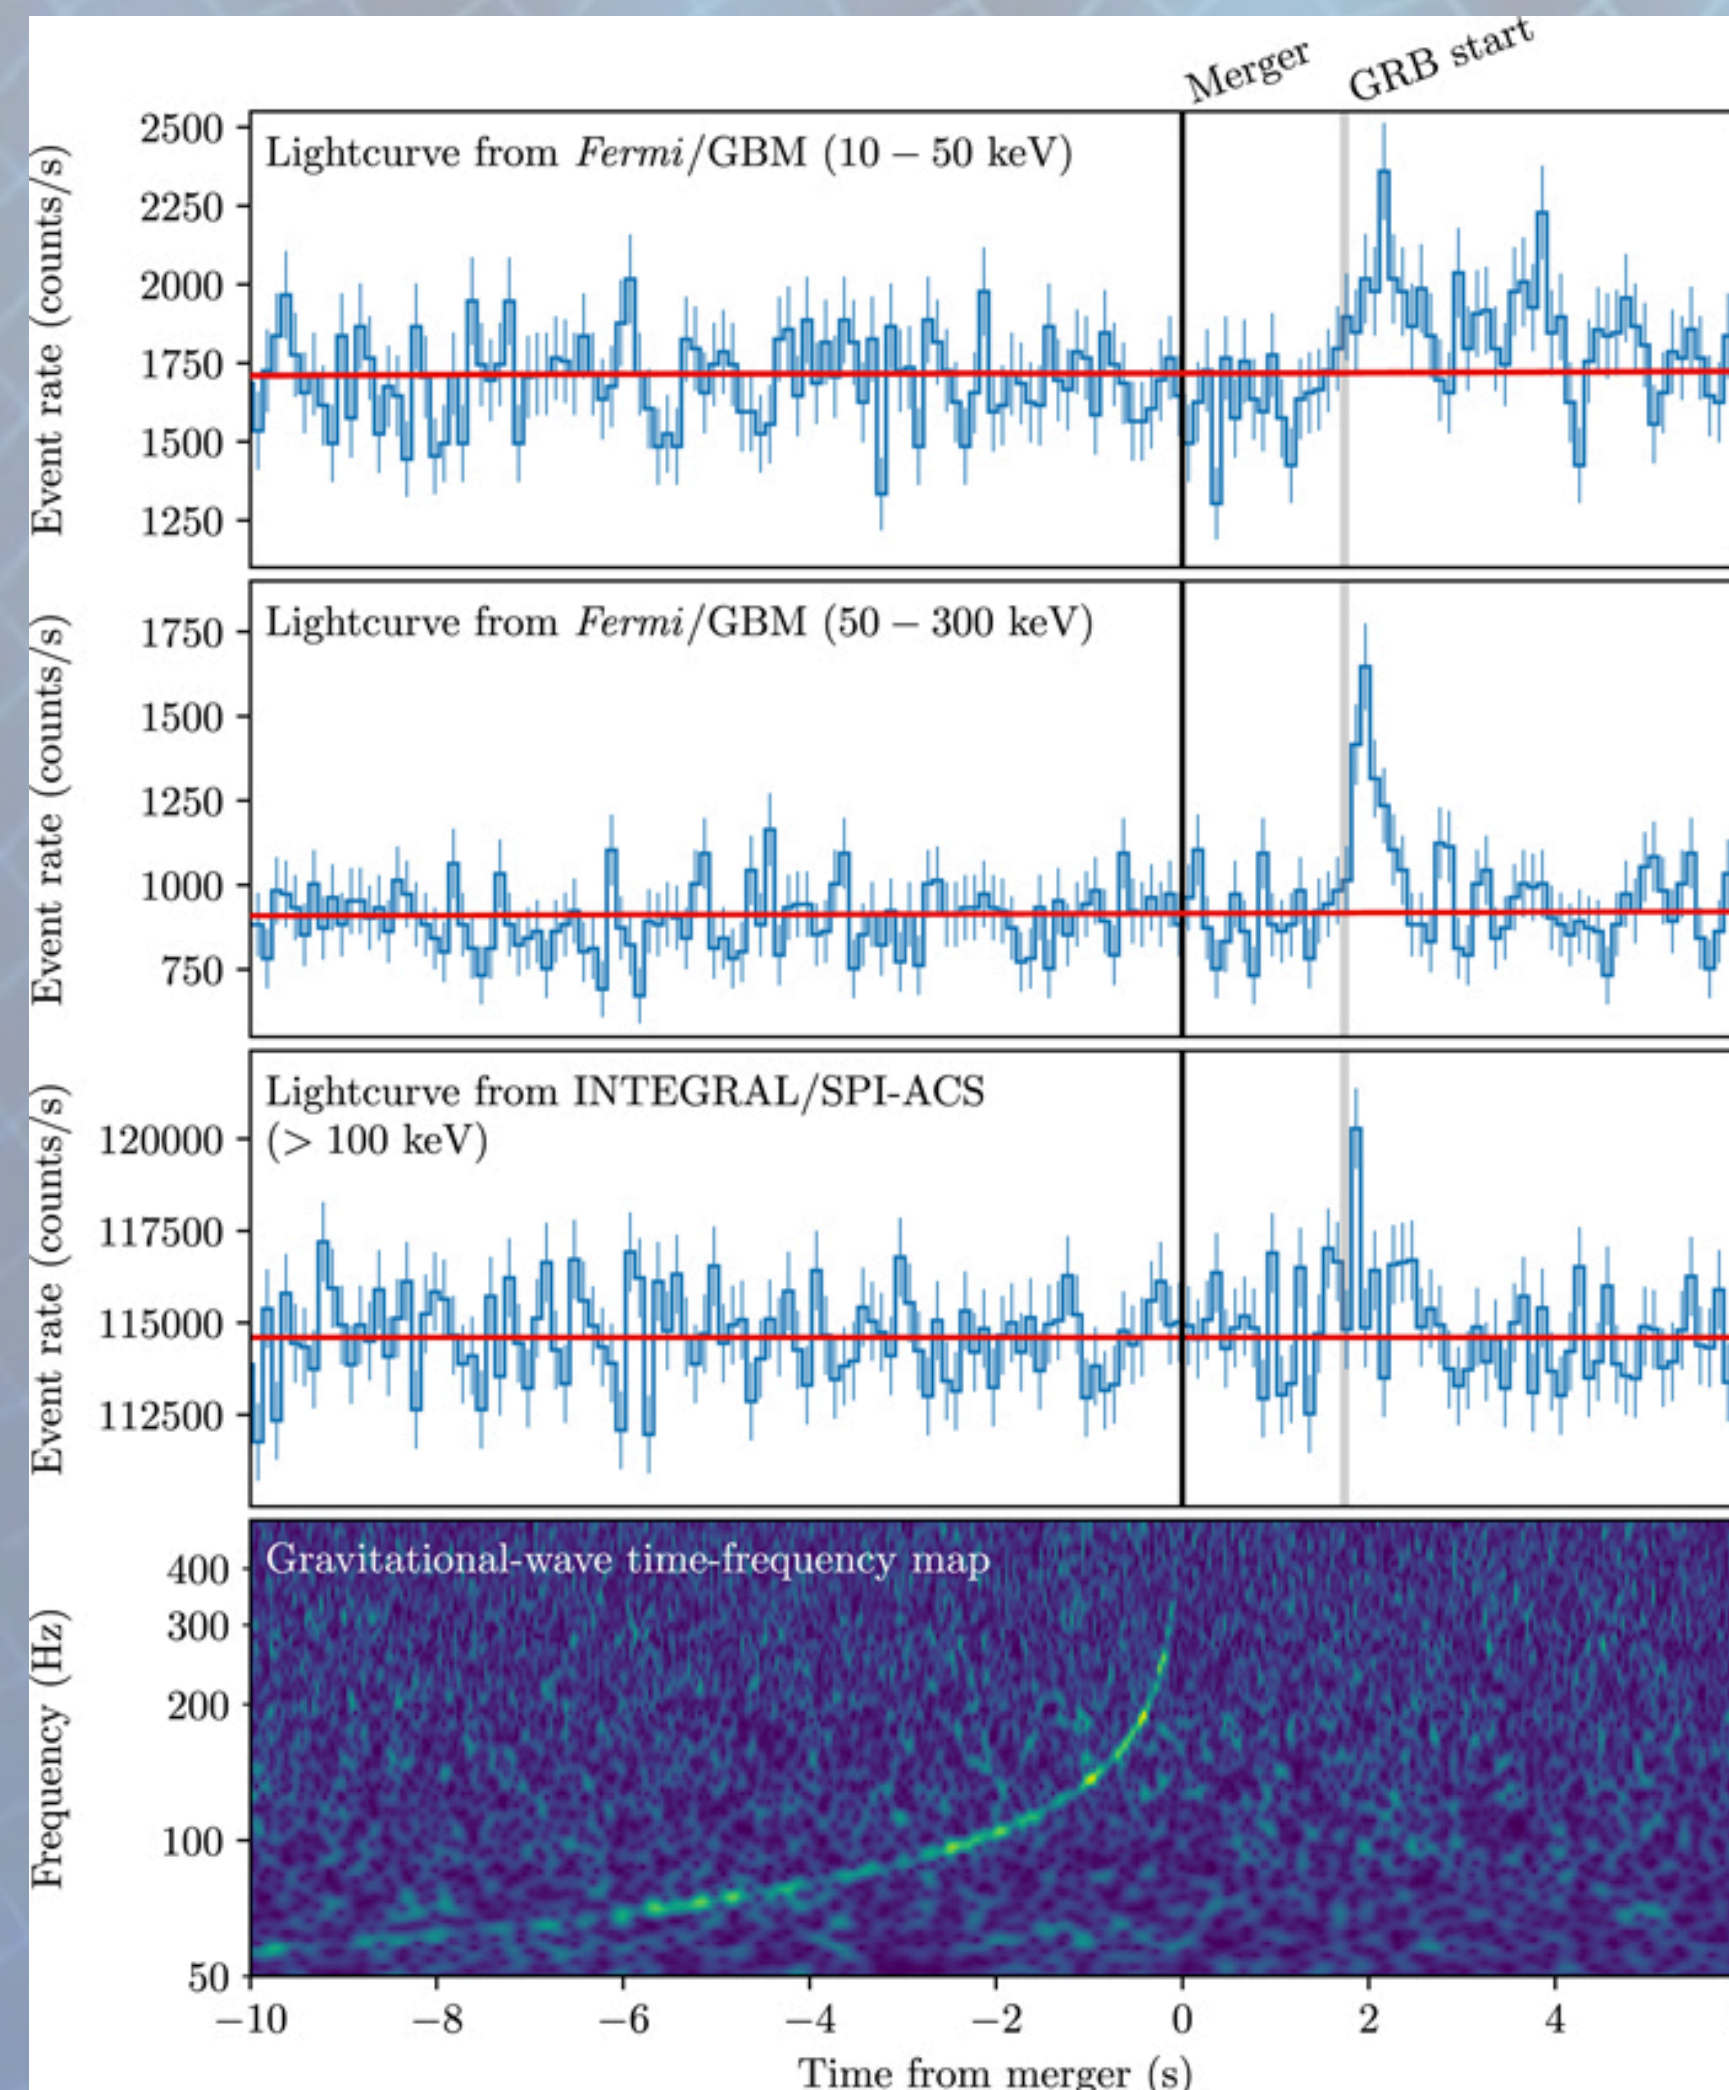 Merger
GRB start
Lightcurve from Fermi/GBM (10 – 50 keV)
Event rate (counts/s)
2500
2250
2000
1750
1500
1250
Lightcurve from Fermi/GBM (50 – 300 keV)
Event rate (counts/s)
1750
1500
1250
1000
750
Lightcurve from INTEGRAL/SPI-ACS
(> 100 keV)
Event rate (counts/s)
120000
117500
115000
112500
Gravitational-wave time-frequency map
Frequency (Hz)
400
300
200
100
50
−10 −8 −6 −4 −2 0 2 4
Time from merger (s)